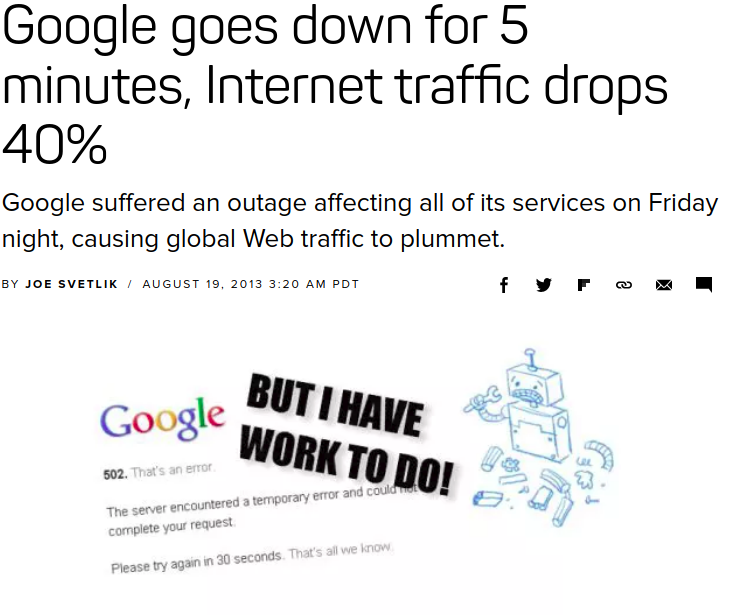 Google goes down for 5
minutes, Internet traffic drops
40%
Google suffered an outage affecting all of its services on Friday
night, causing global Web traffic to plummet.
BY JOE SVETLIK / AUGUST 19, 2013 3:20 AM PDT
Google
BUT I HAVE
WORK TO DO!
502. That's an error.
The server encountered a temporary error and could not
complete your request.
Please try again in 30 seconds. That's all we know.